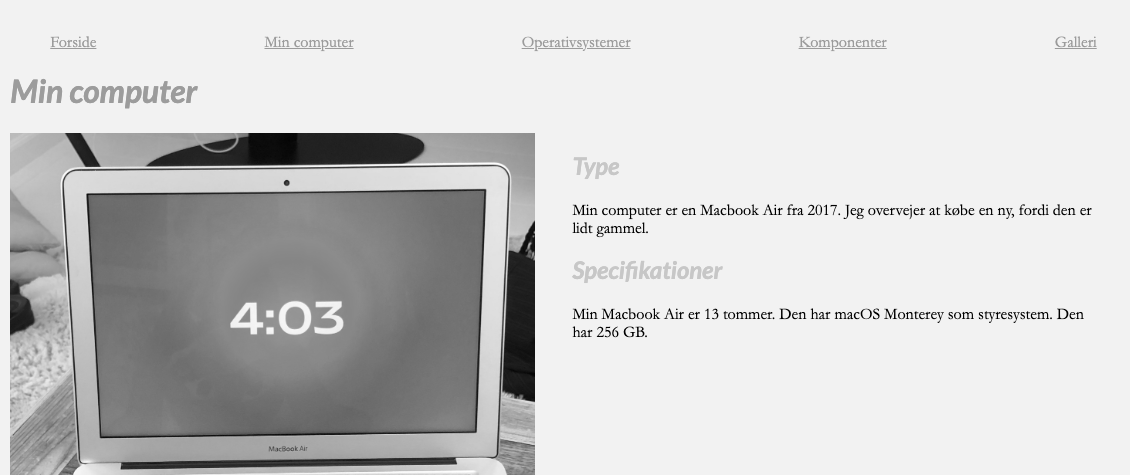 Forside Min computer Operativsystemer Komponenter Galleri
Min computer
4:03
MacBook Air
Type
Min computer er en Macbook Air fra 2017. Jeg overvejer at købe en ny, fordi den er
lidt gammel.
Specifikationer
Min Macbook Air er 13 tommer. Den har macOS Monterey som styresystem. Den
har 256 GB.